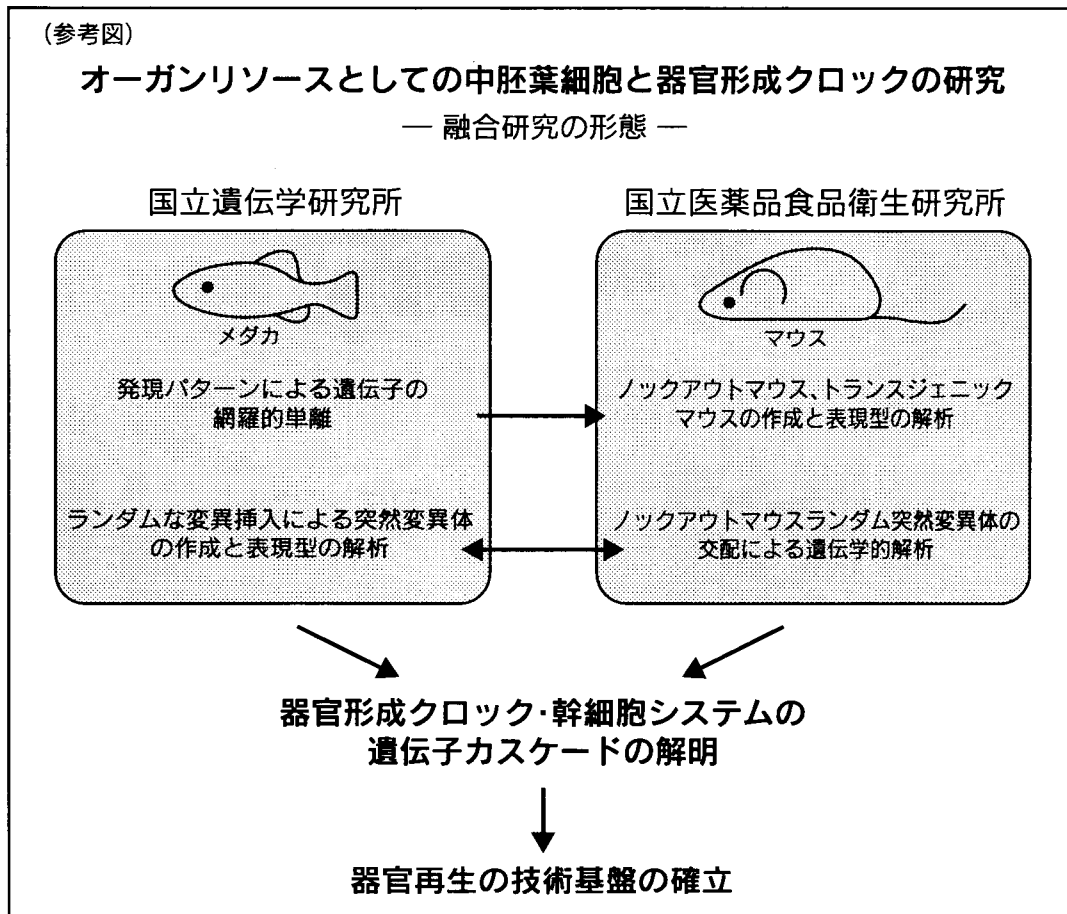 （参考図）
オーガンリソースとしての中胚葉細胞と器官形成クロックの研究
― 融合研究の形態 ―
国立遺伝学研究所
メダカ
発現パターンによる遺伝子の
網羅的単離
ランダムな変異挿入による突然変異体
の作成と表現型の解析
国立医薬品食品衛生研究所
マウス
ノックアウトマウス、トランスジェニック
マウスの作成と表現型の解析
ノックアウトマウスランダム突然変異体の
交配による遺伝学的解析
器官形成クロック・幹細胞システムの
遺伝子カスケードの解明
器官再生の技術基盤の確立